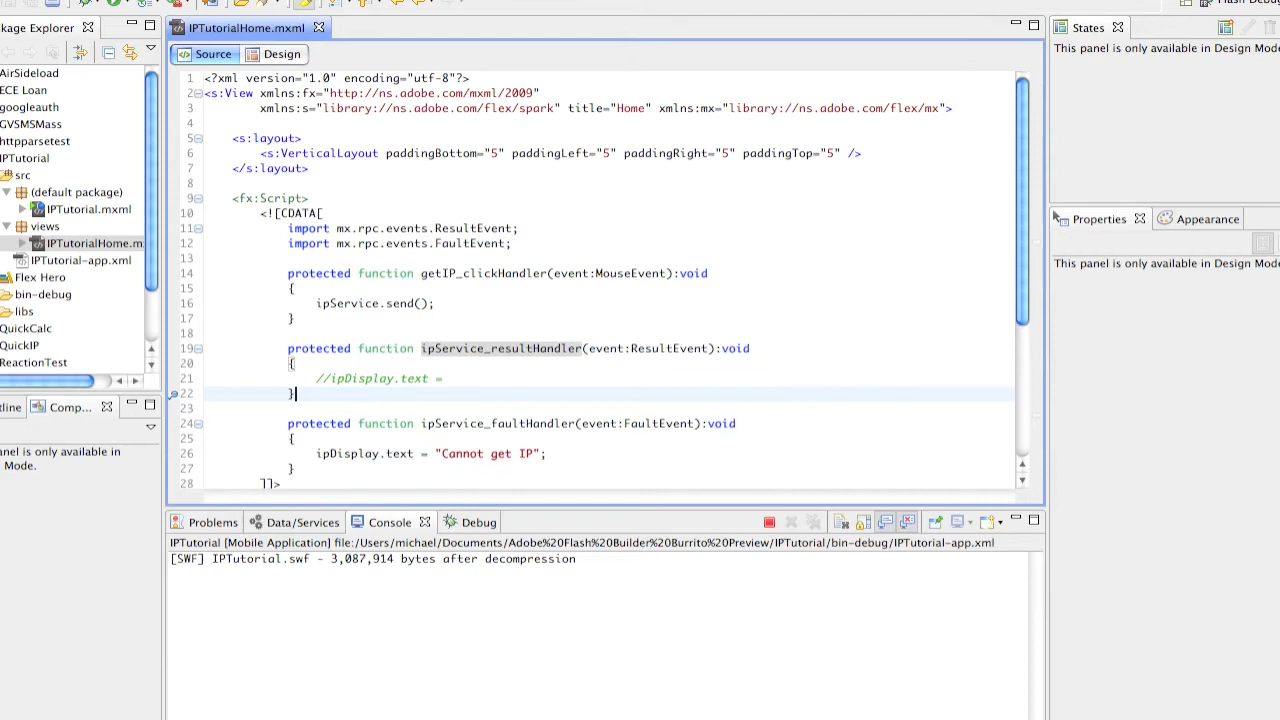 ckage Explorer
AirSideload
ECE Loan
googleauth
GVSMSMass
httpparsetest
IPTutorial
src
(default package)
IPTutorial.mxml
views
IPTutorialHome.m
IPTutorial-app.xml
Flex Hero
bin-debug
libs
QuickCalc
QuickIP
ReactionTest
tline
Comp...
anel is only available in
Mode.
IPTutorialHome.mxml
Source
Design
1 <?xml version="1.0" encoding="utf-8"?>
2 <s:View xmlns:fx="http://ns.adobe.com/mxml/2009"
3 xmlns:s="library://ns.adobe.com/flex/spark" title="Home" xmlns:mx="library://ns.adobe.com/flex/mx">
4
5 <s:layout>
6 <s:VerticalLayout paddingBottom="5" paddingLeft="5" paddingRight="5" paddingTop="5" />
7 </s:layout>
8
9 <fx:Script>
10 <![CDATA[
11 import mx.rpc.events.ResultEvent;
12 import mx.rpc.events.FaultEvent;
13
14 protected function getIP_clickHandler(event:MouseEvent):void
15 {
16 ipService.send();
17 }
18
19 protected function ipService_resultHandler(event:ResultEvent):void
20 {
21 //ipDisplay.text =
22 }
23
24 protected function ipService_faultHandler(event:FaultEvent):void
25 {
26 ipDisplay.text = "Cannot get IP";
27 }
28 ]]>
States
This panel is only available in Design Mode
Properties
Appearance
This panel is only available in Design Mode
Problems
Data/Services
Console
Debug
IPTutorial [Mobile Application] file:/Users/michael/Documents/Adobe%20Flash%20Builder%20Burrito%20Preview/IPTutorial/bin-debug/IPTutorial-app.xml
[SWF] IPTutorial.swf - 3,087,914 bytes after decompression